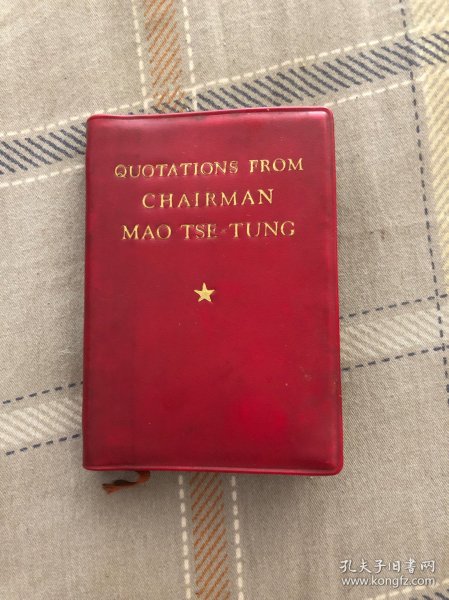 QUOTATIONS FROM
CHAIRMAN
MAO TSE-TUNG
孔夫子旧书网
www.kongfz.com